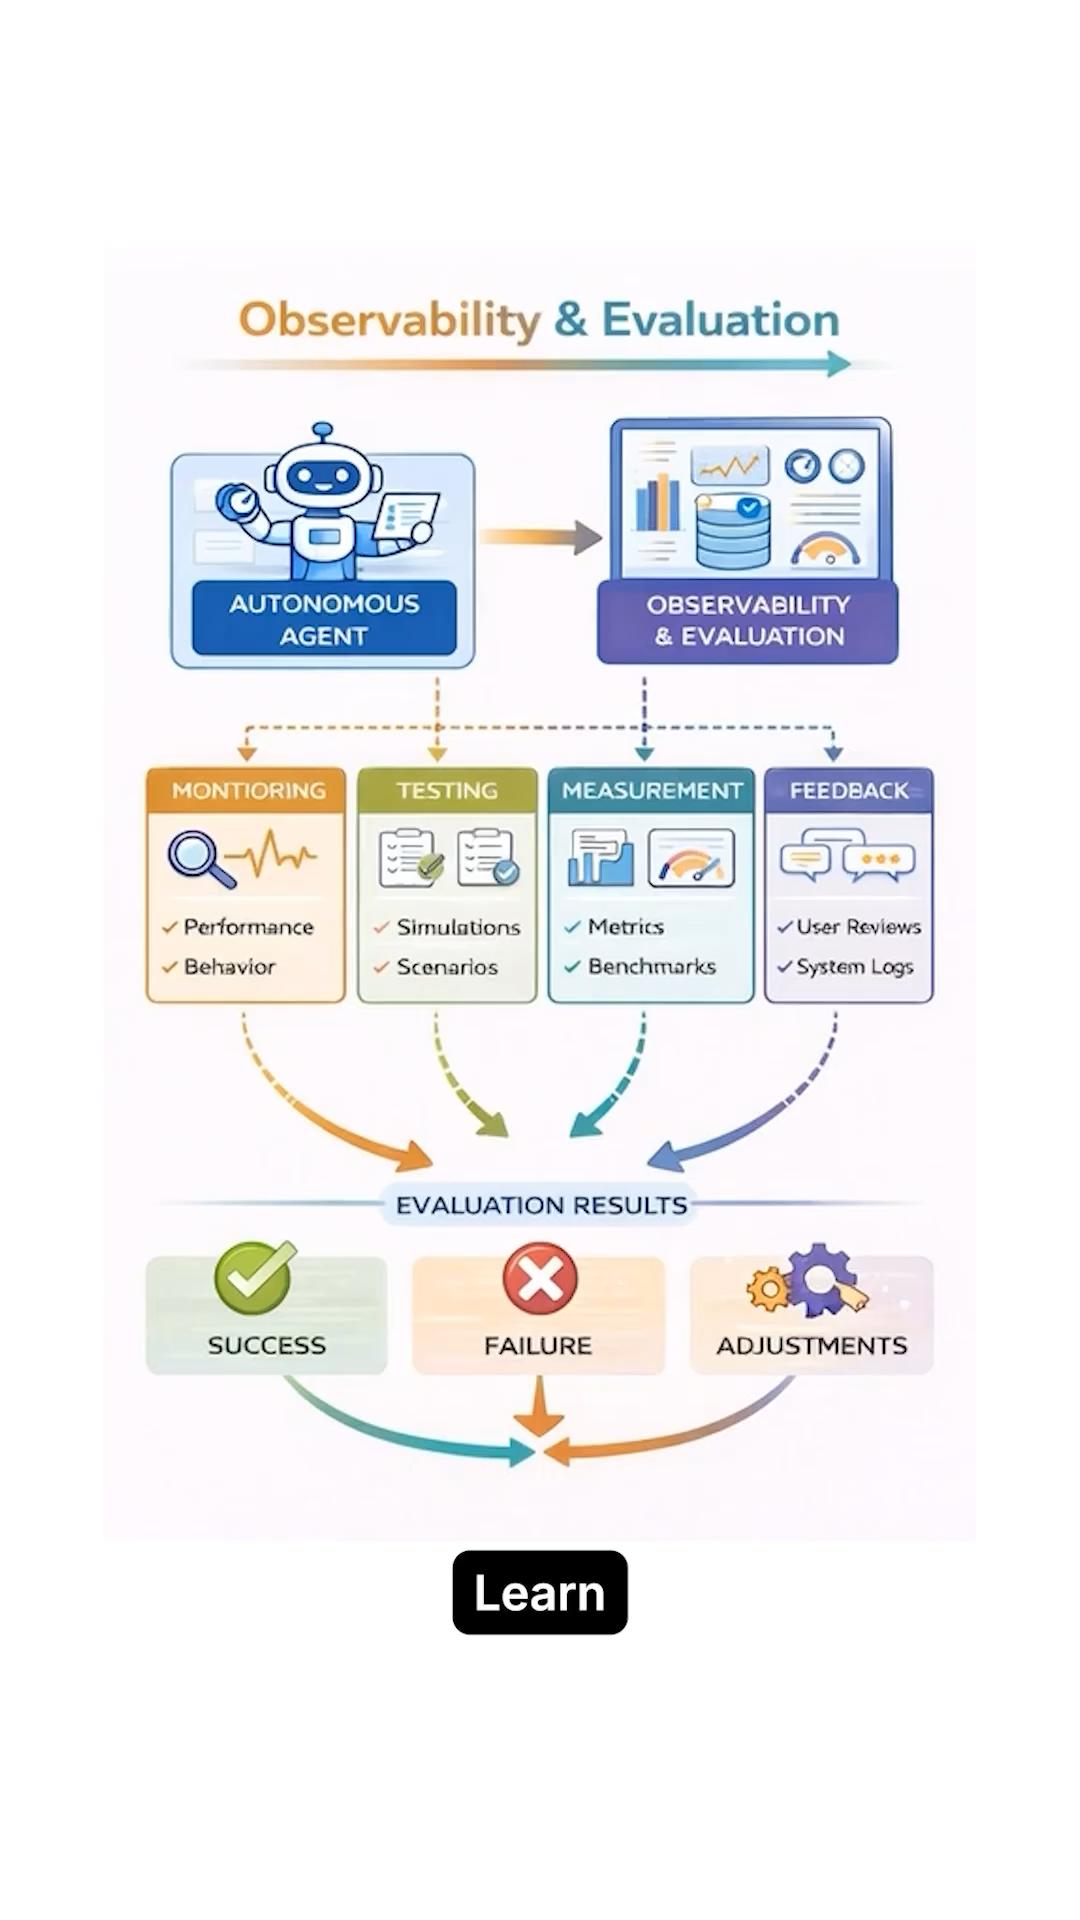 Observability & Evaluation
AUTONOMOUS
AGENT
OBSERVABILITY
& EVALUATION
MONTIORING
TESTING
MEASUREMENT
FEEDBACK
✓ Performance
✓ Behavior
✓ Simulations
✓ Scenarios
✓ Metrics
✓ Benchmarks
✓ User Reviews
✓ System Logs
EVALUATION RESULTS
SUCCESS
FAILURE
ADJUSTMENTS
Learn